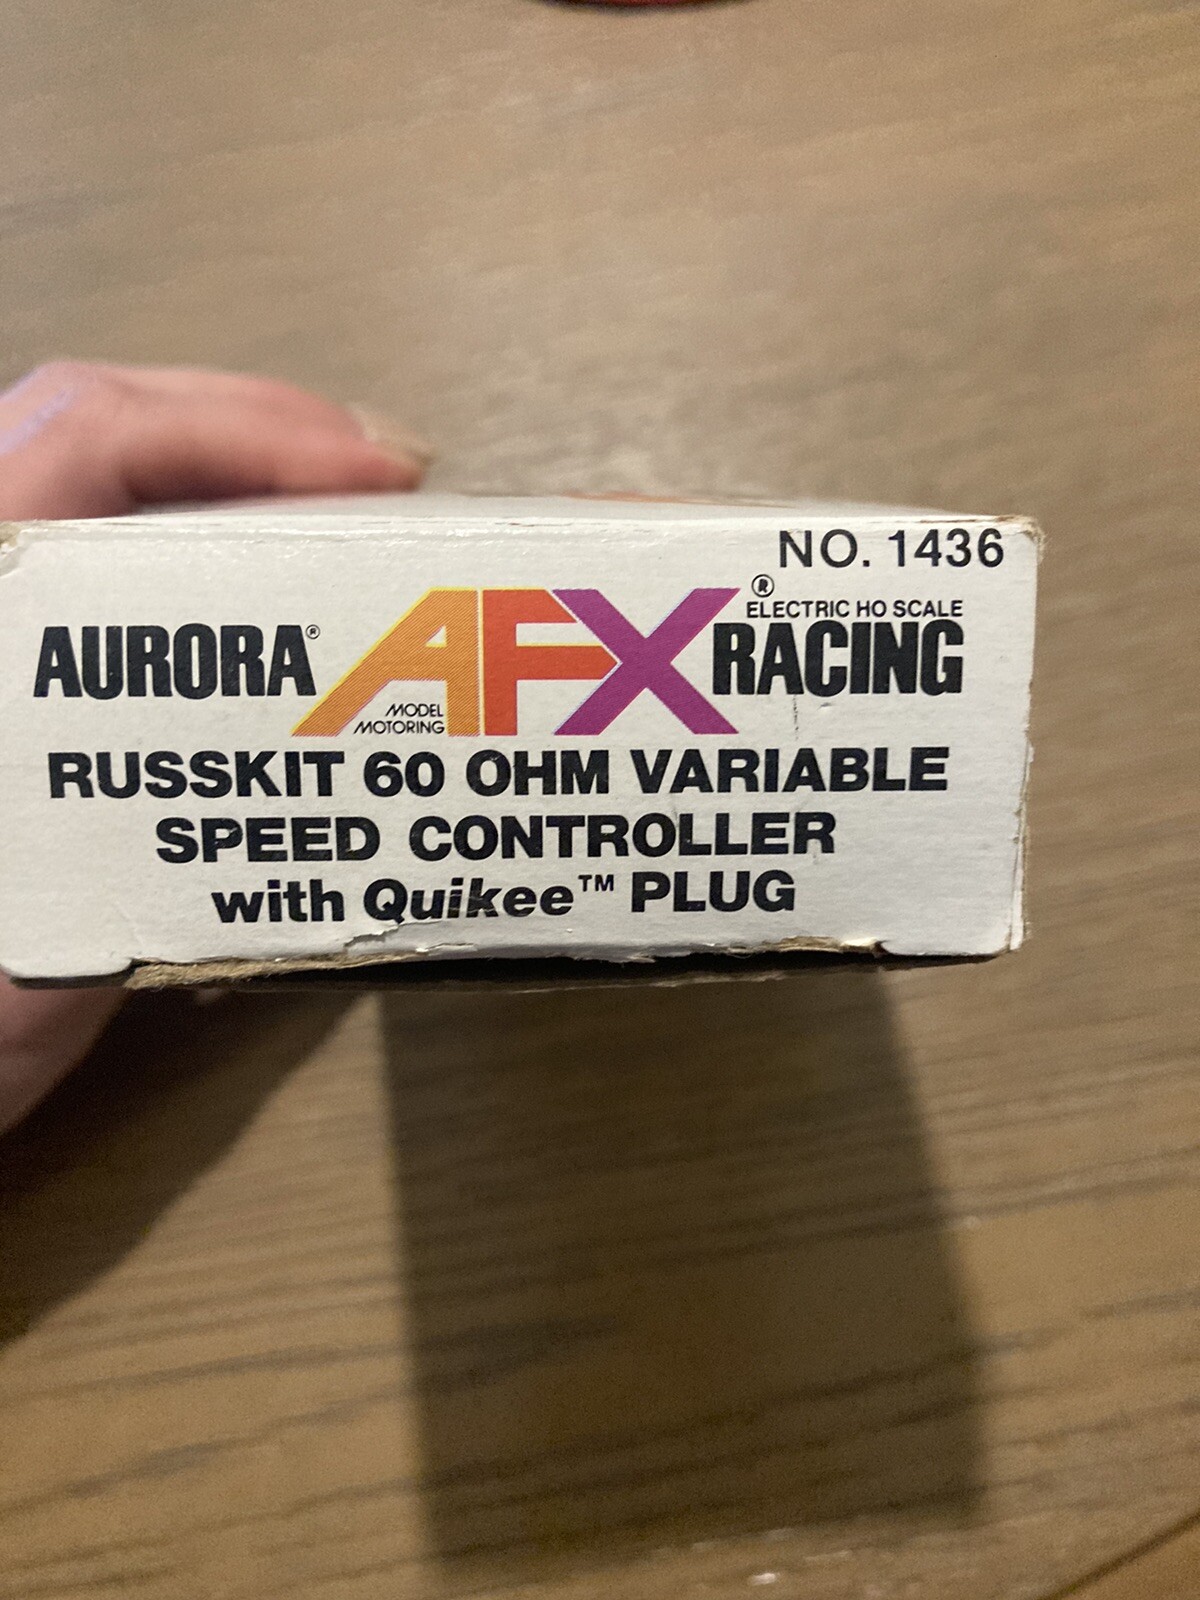 NO. 1436
AURORA® AFX® RACING
ELECTRIC HO SCALE
MODEL
MOTORING
RUSSKIT 60 OHM VARIABLE
SPEED CONTROLLER
with Quikee™ PLUG